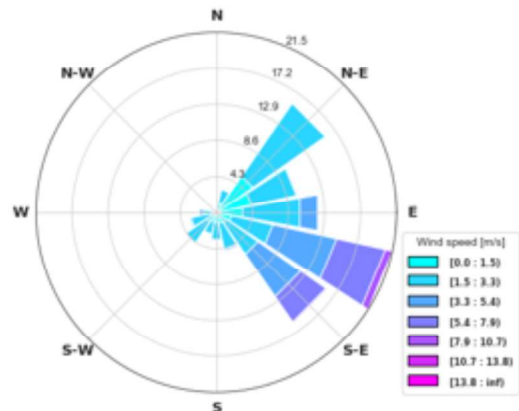 N
21.5
17.2
N-W
N-E
12.9
8.6
4.3
W
E
Wind speed [m/s]
[0.0 : 1.5)
[1.5 : 3.3)
[3.3 : 5.4)
[5.4 : 7.9)
[7.9 : 10.7)
[10.7 : 13.8)
[13.8 : inf)
S-W
S-E
S